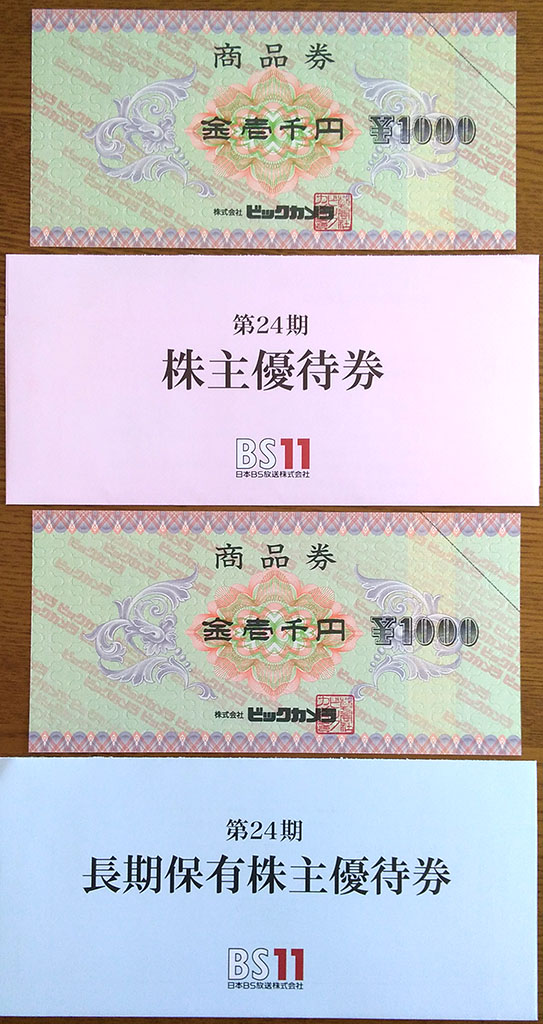 商品券
金壱千円 ¥1000
株式会社 ビックカメラ
第24期
株主優待券
BS11
日本BS放送株式会社
商品券
金壱千円 ¥1000
株式会社 ビックカメラ
第24期
長期保有株主優待券
BS11
日本BS放送株式会社